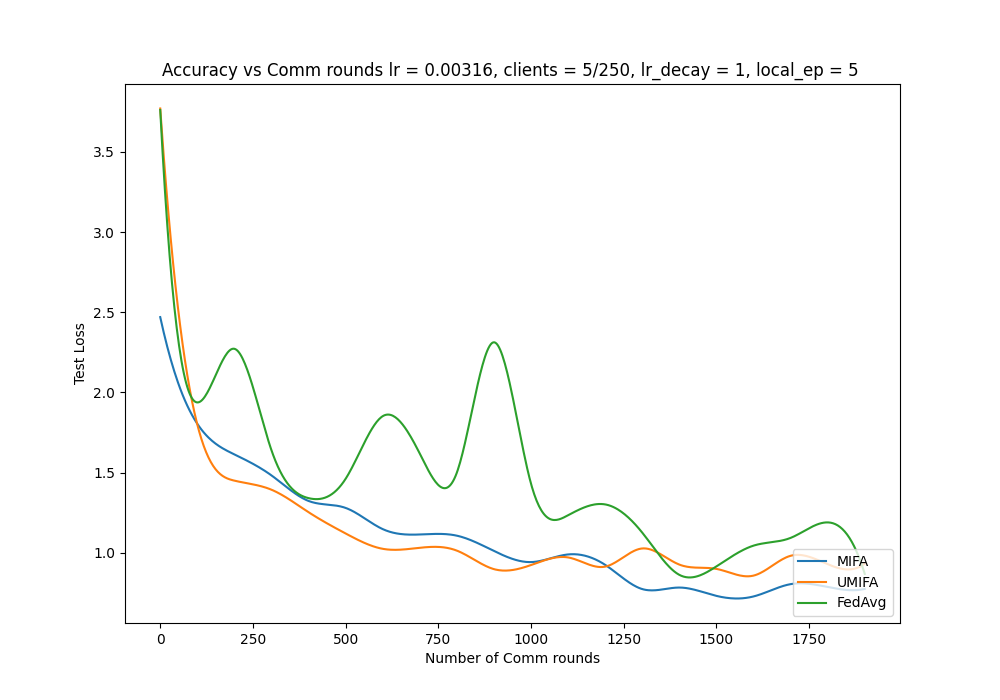 Accuracy vs Comm rounds lr = 0.00316, clients = 5/250, lr_decay = 1, local_ep = 5
3.5
3.0
2.5
2.0
1.5
1.0
Test Loss
0 250 500 750 1000 1250 1500 1750
Number of Comm rounds
MIFA
UMIFA
FedAvg